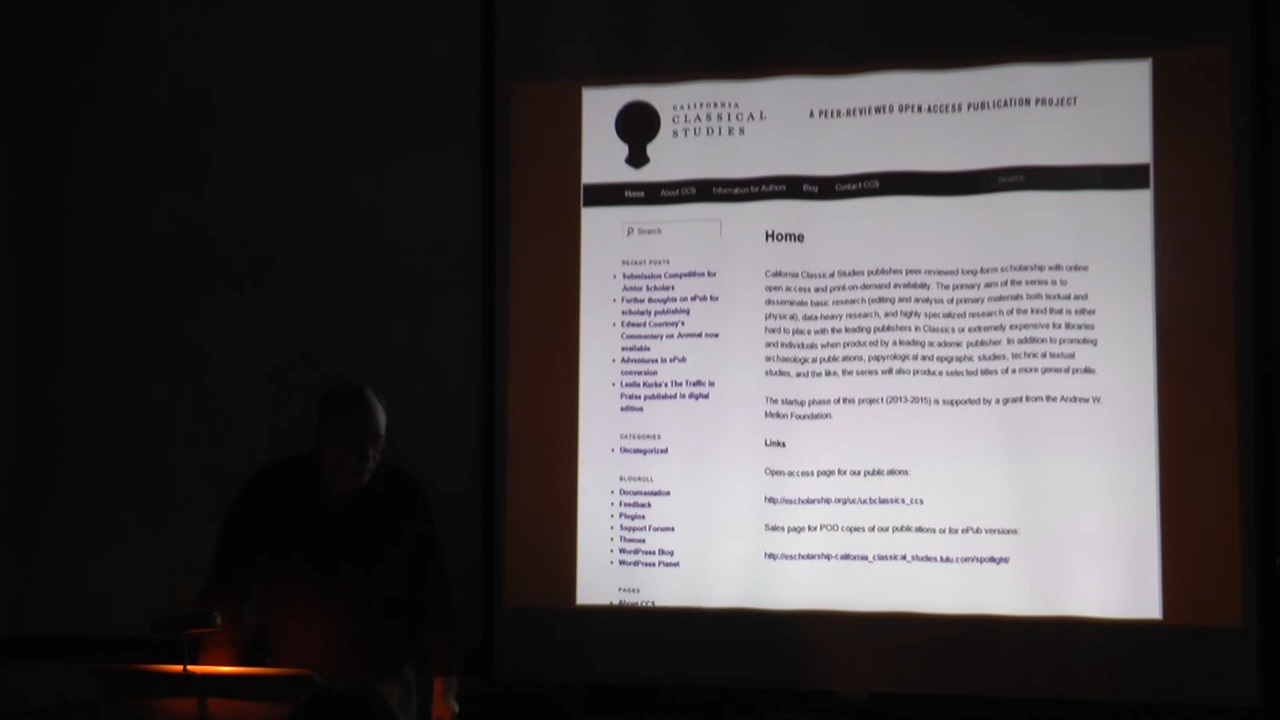 CALIFORNIA
CLASSICAL
STUDIES
A PEER-REVIEWED OPEN-ACCESS PUBLICATION PROJECT
Home About CCS Information for Authors Blog Contact CCS Search
Search
RECENT POSTS
Submission Competition for
Junior Scholars
Further thoughts on ePub for
scholarly publishing
Edward Courtney's
Commentary on Juvenal now
available
Adventures in ePub
conversion
Leslie Kurke's The Traffic in
Praise published in digital
edition
CATEGORIES
Uncategorized
BLOGROLL
Documentation
Feedback
Plugins
Support Forums
Themes
WordPress Blog
WordPress Planet
PAGES
About CCS
Home
California Classical Studies publishes peer-reviewed long-form scholarship with online
open access and print-on-demand availability. The primary aim of the series is to
disseminate basic research (editing and analysis of primary materials both textual and
physical), data-heavy research, and highly specialized research of the kind that is either
hard to place with the leading publishers in Classics or extremely expensive for libraries
and individuals when produced by a leading academic publisher. In addition to promoting
archaeological publications, papyrological and epigraphic studies, technical textual
studies, and the like, the series will also produce selected titles of a more general profile.
The startup phase of this project (2013-2015) is supported by a grant from the Andrew W.
Mellon Foundation.
Links
Open-access page for our publications:
http://escholarship.org/uc/ucbclassics_ccs
Sales page for POD copies of our publications or for ePub versions:
http://escholarship-california_classical_studies.lulu.com/spotlight/